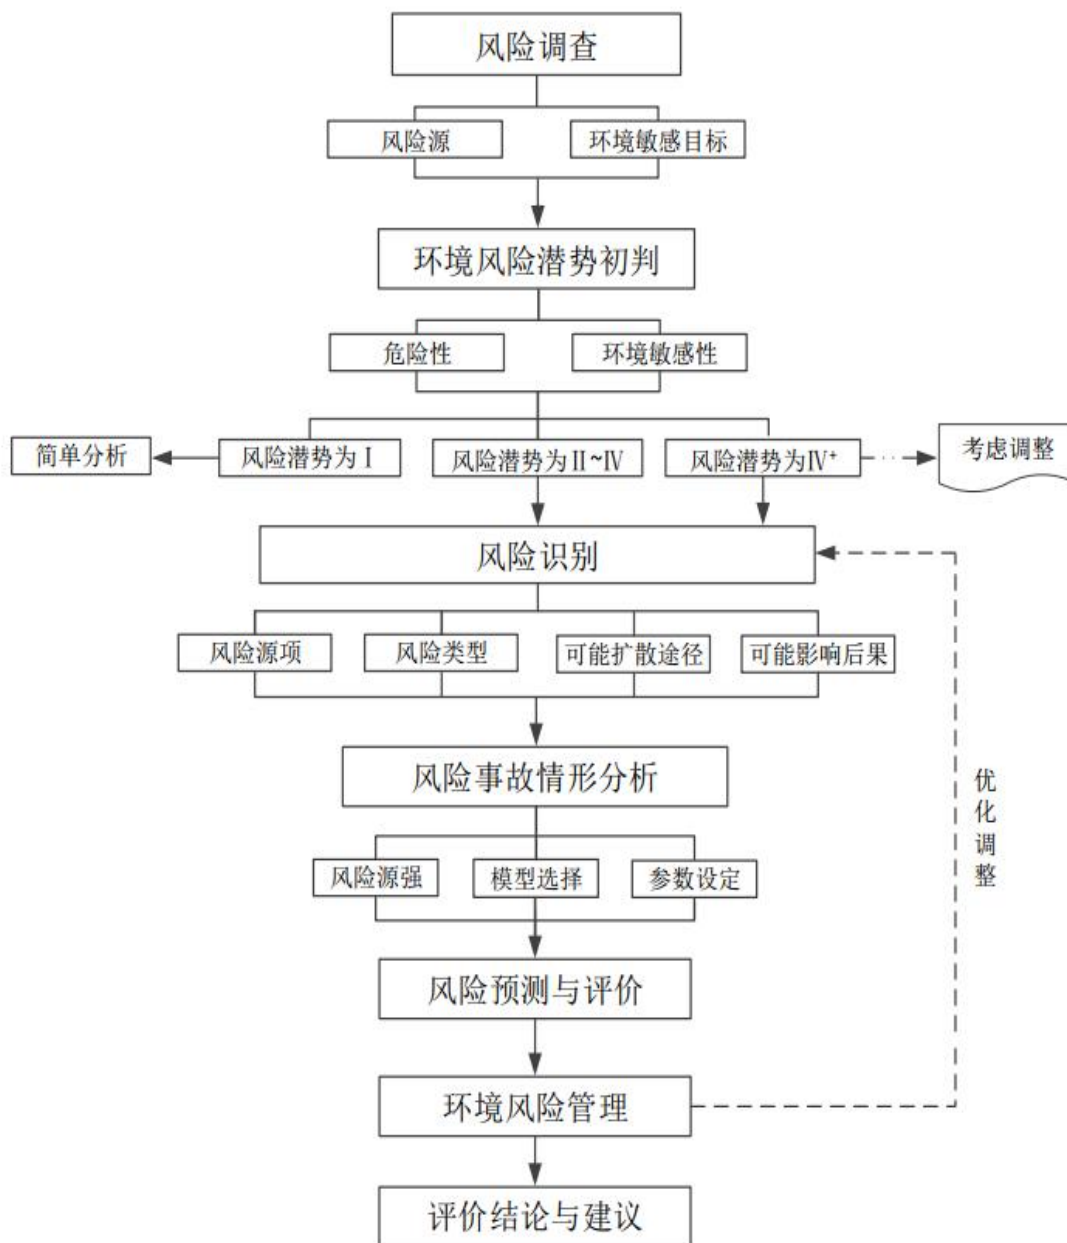 风险调查
风险源
环境敏感目标
环境风险潜势初判
危险性
环境敏感性
简单分析
风险潜势为Ⅰ
风险潜势为Ⅱ~Ⅳ
风险潜势为Ⅳ⁺
考虑调整
风险识别
风险源项
风险类型
可能扩散途径
可能影响后果
风险事故情形分析
优化调整
风险源强
模型选择
参数设定
风险预测与评价
环境风险管理
评价结论与建议